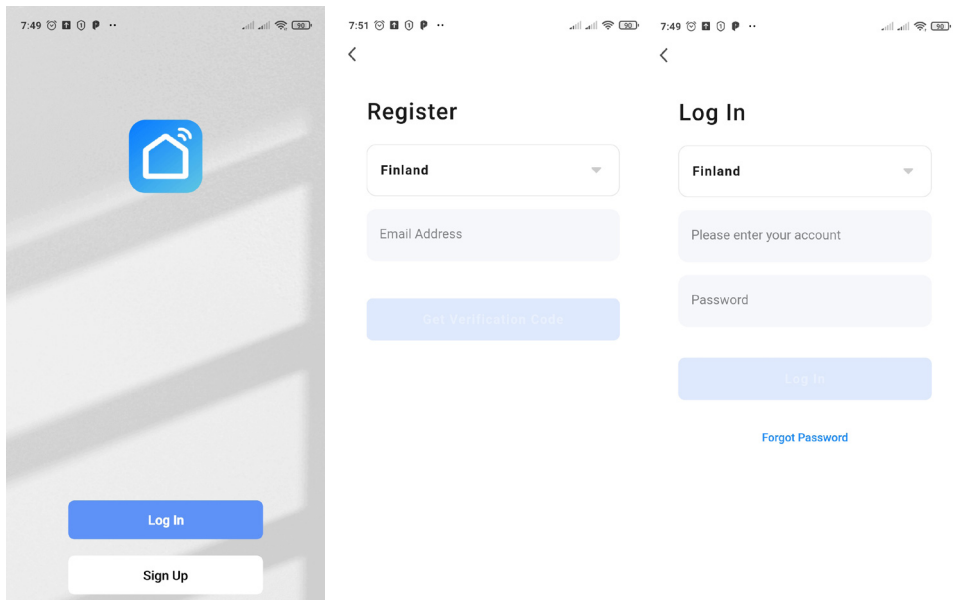 7:49
90
Log In
Sign Up
7:51
90
Register
Finland
Email Address
Get Verification Code
7:49
90
Log In
Finland
Please enter your account
Password
Log In
Forgot Password